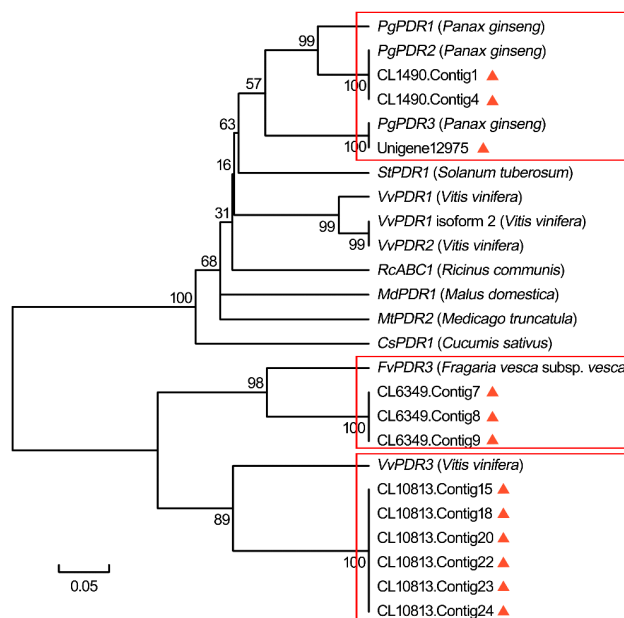 PgPDR1 (Panax ginseng)
99
PgPDR2 (Panax ginseng)
CL1490.Contig1
57
100
CL1490.Contig4
PgPDR3 (Panax ginseng)
63
100
Unigene12975
16
StPDR1 (Solanum tuberosum)
VvPDR1 (Vitis vinifera)
31
99
VvPDR1 isoform 2 (Vitis vinifera)
99
VvPDR2 (Vitis vinifera)
68
RcABC1 (Ricinus communis)
100
MdPDR1 (Malus domestica)
MtPDR2 (Medicago truncatula)
CsPDR1 (Cucumis sativus)
FvPDR3 (Fragaria vesca subsp. vesca
98
CL6349.Contig7
CL6349.Contig8
100
CL6349.Contig9
VvPDR3 (Vitis vinifera)
CL10813.Contig15
89
CL10813.Contig18
CL10813.Contig20
100
CL10813.Contig22
CL10813.Contig23
CL10813.Contig24
0.05